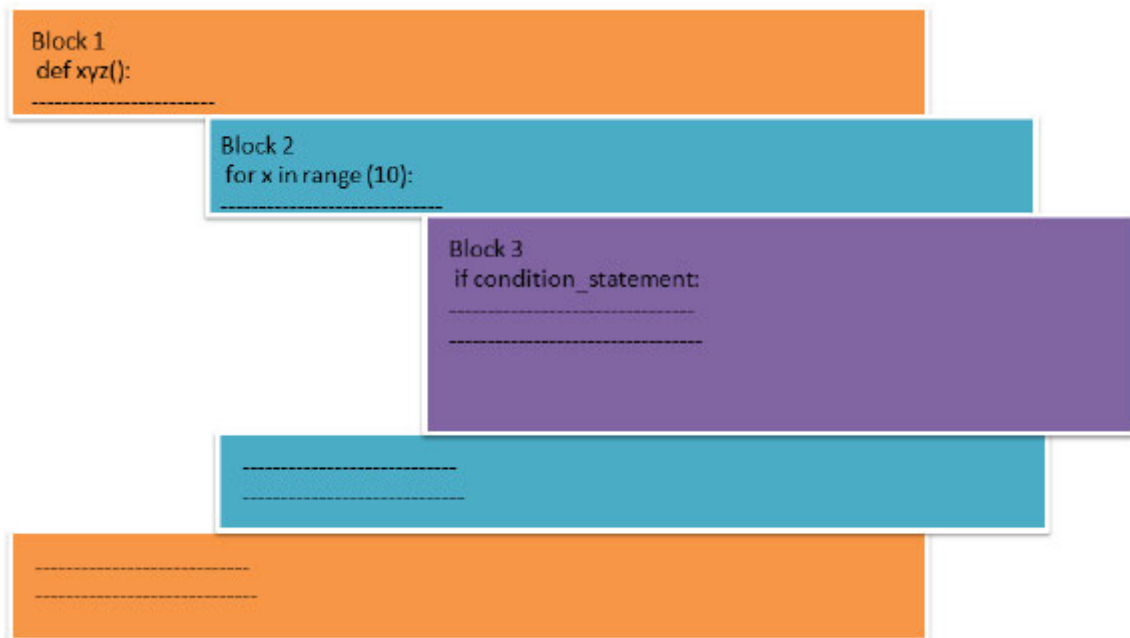 Block 1
def xyz():
------------------------
Block 2
for x in range (10):
-----------------------------
Block 3
if condition_statement:
--------------------------------
---------------------------------
----------------------------
-----------------------------
----------------------------
-----------------------------